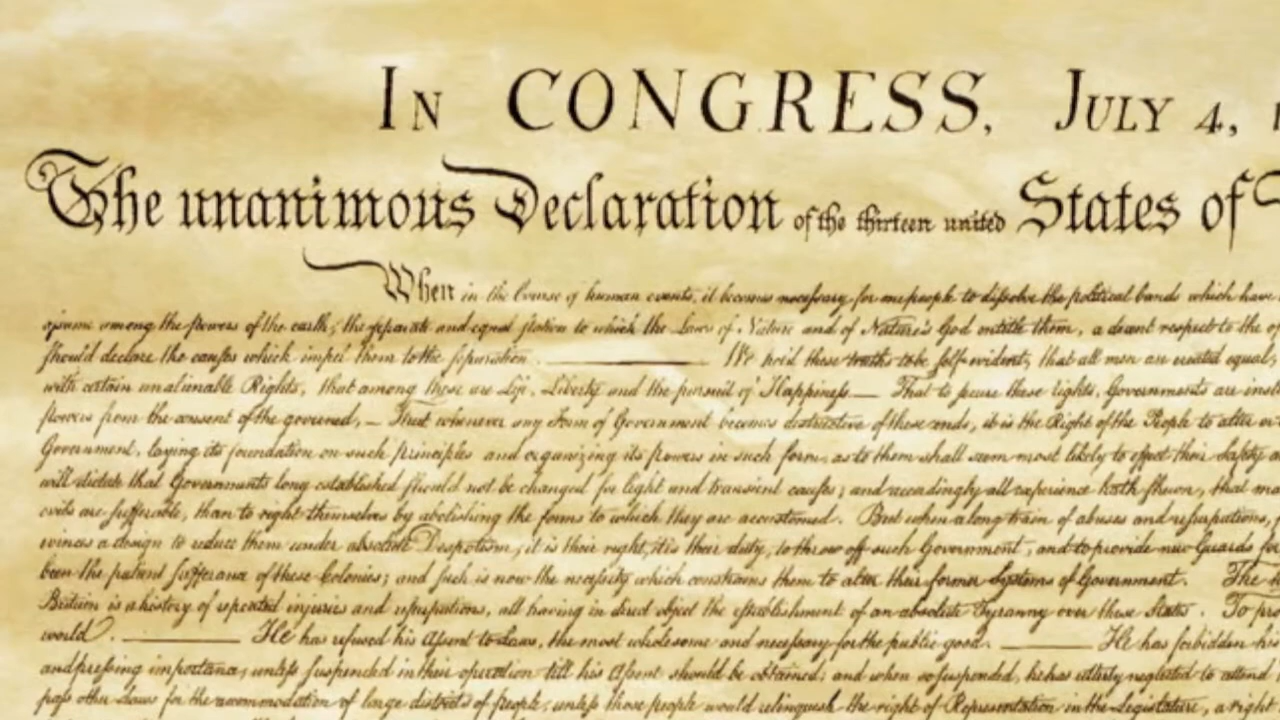 In CONGRESS, July 4,
The unanimous Declaration of the thirteen united States of
When in the Course of human events, it becomes necessary for one people to dissolve the political bands which have
assume among the powers of the earth, the separate and equal station to which the Laws of Nature and of Nature's God entitle them, a decent respect to the
should declare the causes which impel them to the separation. We hold these truths to be self-evident, that all men are created equal,
with certain unalienable Rights, that among these are Life, Liberty and the pursuit of Happiness.— That to secure these rights, Governments are
powers from the consent of the governed,— That whenever any Form of Government becomes destructive of these ends, it is the Right of the People to alter or
Government, laying its foundation on such principles and organizing its powers in such form, as to them shall seem most likely to effect their Safety
will dictate that Governments long established should not be changed for light and transient causes; and accordingly all experience hath shewn, that
evils are sufferable, than to right themselves by abolishing the forms to which they are accustomed. But when a long train of abuses and usurpations,
evinces a design to reduce them under absolute Despotism, it is their right, it is their duty, to throw off such Government, and to provide new Guards for
been the patient sufferance of these Colonies; and such is now the necessity which constrains them to alter their former Systems of Government. The
Britain is a history of repeated injuries and usurpations, all having in direct object the establishment of an absolute Tyranny over these States. To
world. He has refused his Assent to Laws, the most wholesome and necessary for the public good. He has forbidden his
and pressing importance, unless suspended in their operation till his Assent should be obtained; and when so suspended, he has utterly neglected to attend
pass other Laws for the accommodation of large districts of people, unless those people would relinquish the right of Representation in the Legislature, a right